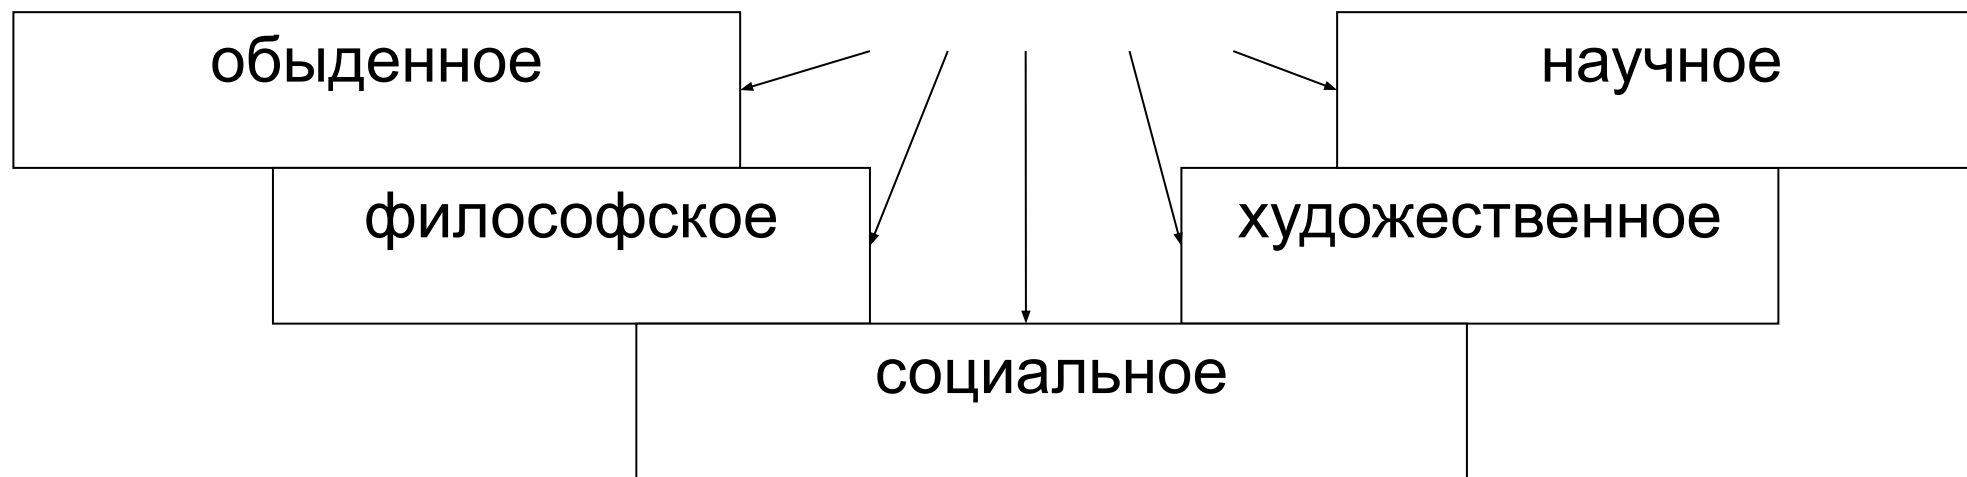 обыденное
научное
философское
художественное
социальное